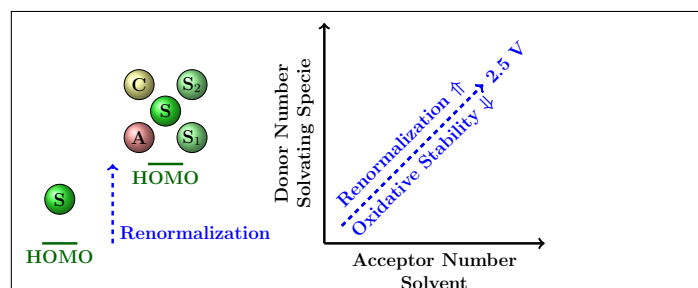 C
S₂
S
A
S₁
HOMO
S
HOMO
Renormalization
Donor Number
Solvating Specie
Renormalization ⇑
Oxidative Stability ⇓
2.5 V
Acceptor Number
Solvent